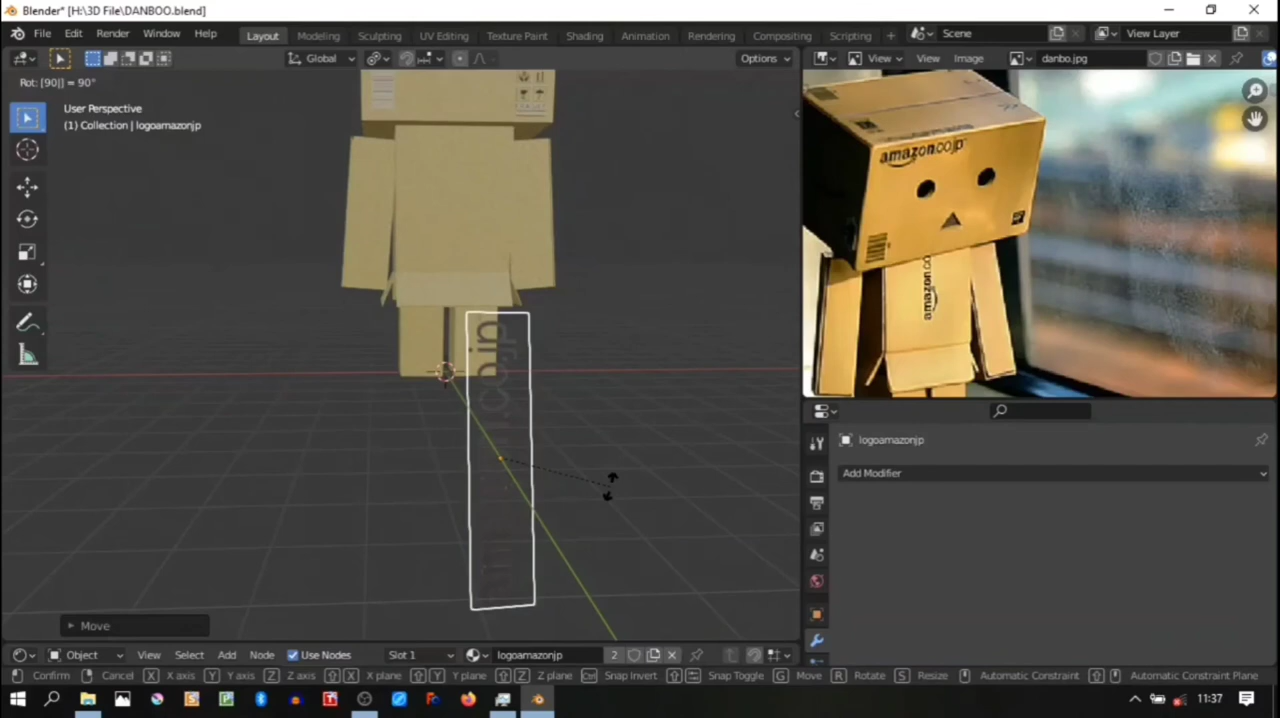 Blender* [H:\3D File\DANBOO.blend]
File Edit Render Window Help Layout Modeling Sculpting UV Editing Texture Paint Shading Animation Rendering Compositing Scripting + Scene View Layer
Global Options View View Image danbo.jpg
Rot: [90|] = 90°
User Perspective
(1) Collection | logoamazonjp
amazon.co.jp
amazon.co
logoamazonjp
Add Modifier
Move
Object View Select Add Node Use Nodes Slot 1 logoamazonjp 2
Confirm Cancel X X axis Y Y axis Z Z axis X X plane Y Y plane Z Z plane Ctrl Snap Invert Snap Toggle G Move R Rotate S Resize Automatic Constraint Automatic Constraint Plane
11:37